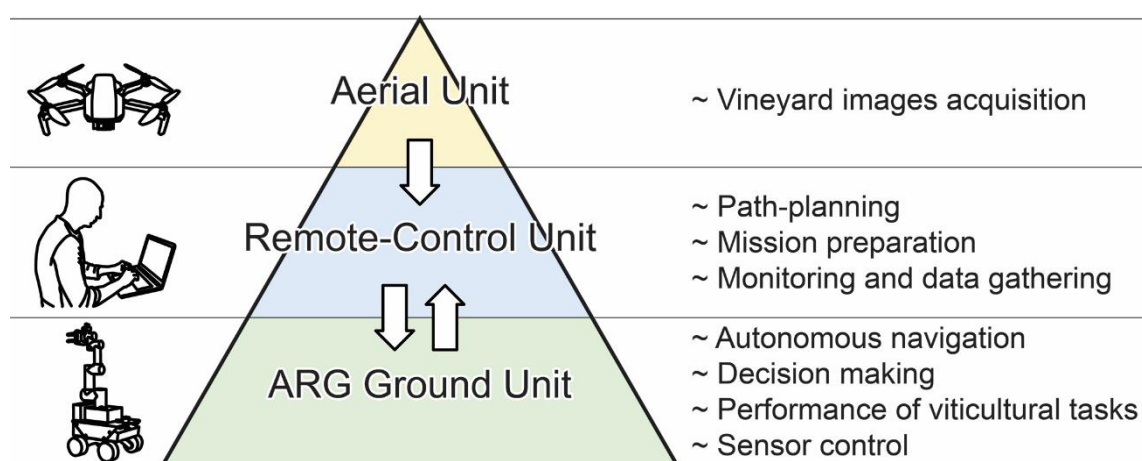 Aerial Unit
~ Vineyard images acquisition
Remote-Control Unit
~ Path-planning
~ Mission preparation
~ Monitoring and data gathering
ARG Ground Unit
~ Autonomous navigation
~ Decision making
~ Performance of viticultural tasks
~ Sensor control